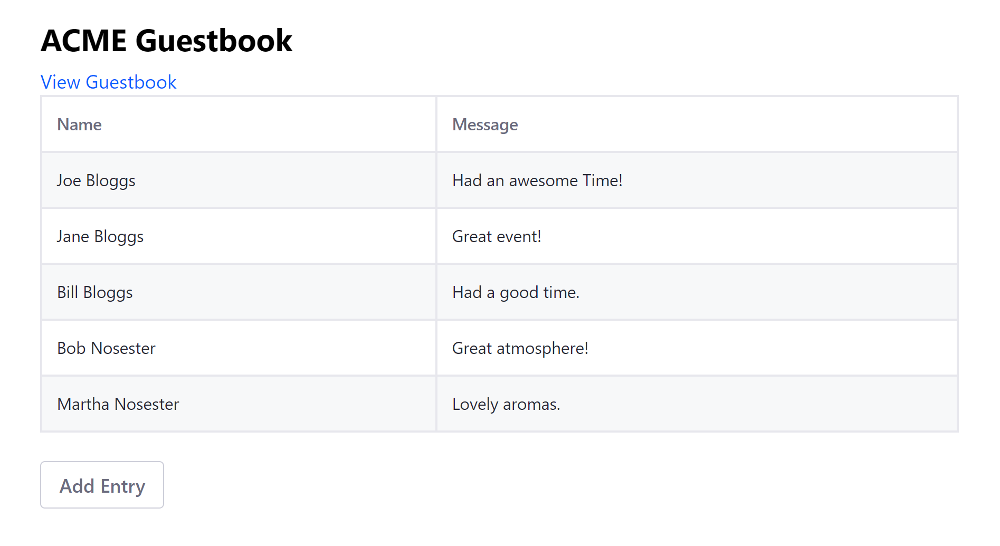 ACME Guestbook
View Guestbook
Name Message
Joe Bloggs Had an awesome Time!
Jane Bloggs Great event!
Bill Bloggs Had a good time.
Bob Nosester Great atmosphere!
Martha Nosester Lovely aromas.
Add Entry